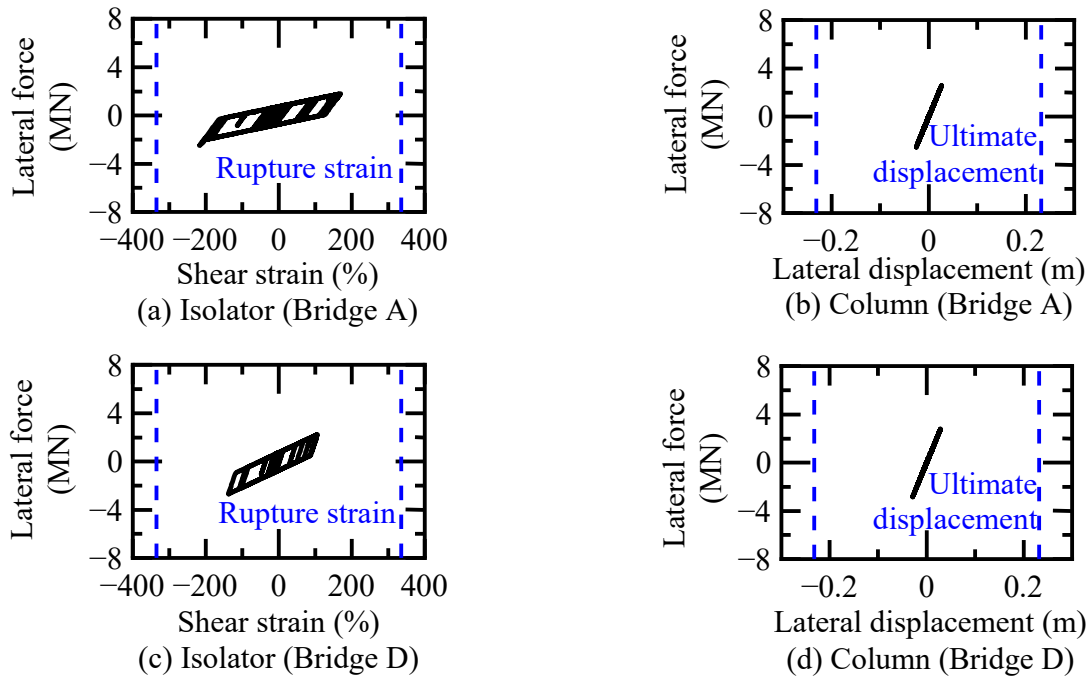 Lateral force
(MN)
8
4
0
−4
−8
Rupture strain
−400
−200
0
200
400
Shear strain (%)
(a) Isolator (Bridge A)
Lateral force
(MN)
8
4
0
−4
−8
Ultimate
displacement
−0.2
0
0.2
Lateral displacement (m)
(b) Column (Bridge A)
Lateral force
(MN)
8
4
0
−4
−8
Rupture strain
−400
−200
0
200
400
Shear strain (%)
(c) Isolator (Bridge D)
Lateral force
(MN)
8
4
0
−4
−8
Ultimate
displacement
−0.2
0
0.2
Lateral displacement (m)
(d) Column (Bridge D)